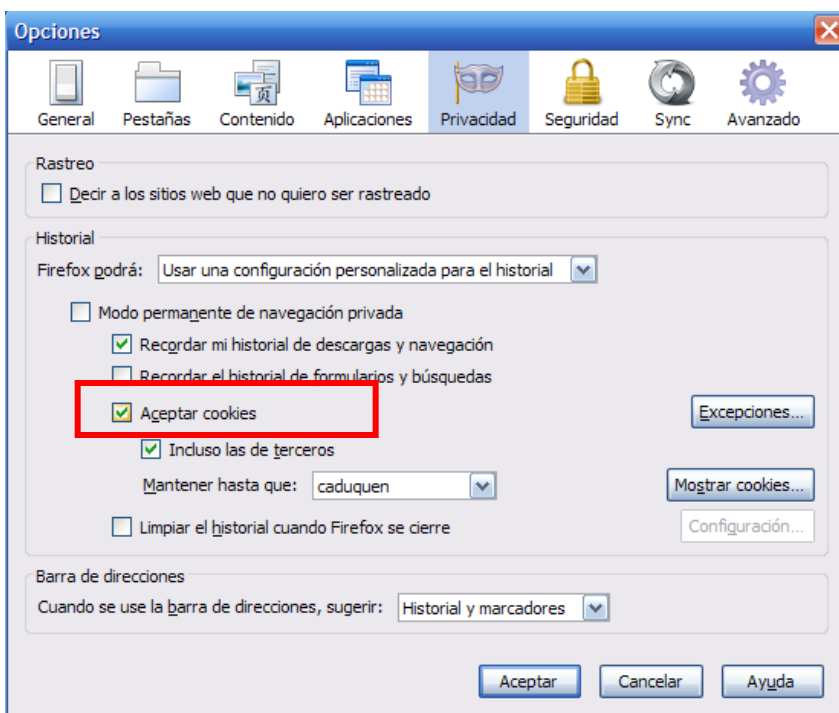 Opciones
General Pestañas Contenido Aplicaciones Privacidad Seguridad Sync Avanzado
Rastreo
Decir a los sitios web que no quiero ser rastreado
Historial
Firefox podrá: Usar una configuración personalizada para el historial
Modo permanente de navegación privada
Recordar mi historial de descargas y navegación
Recordar el historial de formularios y búsquedas
Aceptar cookies Excepciones...
Incluso las de terceros
Mantener hasta que: caduquen Mostrar cookies...
Limpiar el historial cuando Firefox se cierre Configuración...
Barra de direcciones
Cuando se use la barra de direcciones, sugerir: Historial y marcadores
Aceptar Cancelar Ayuda